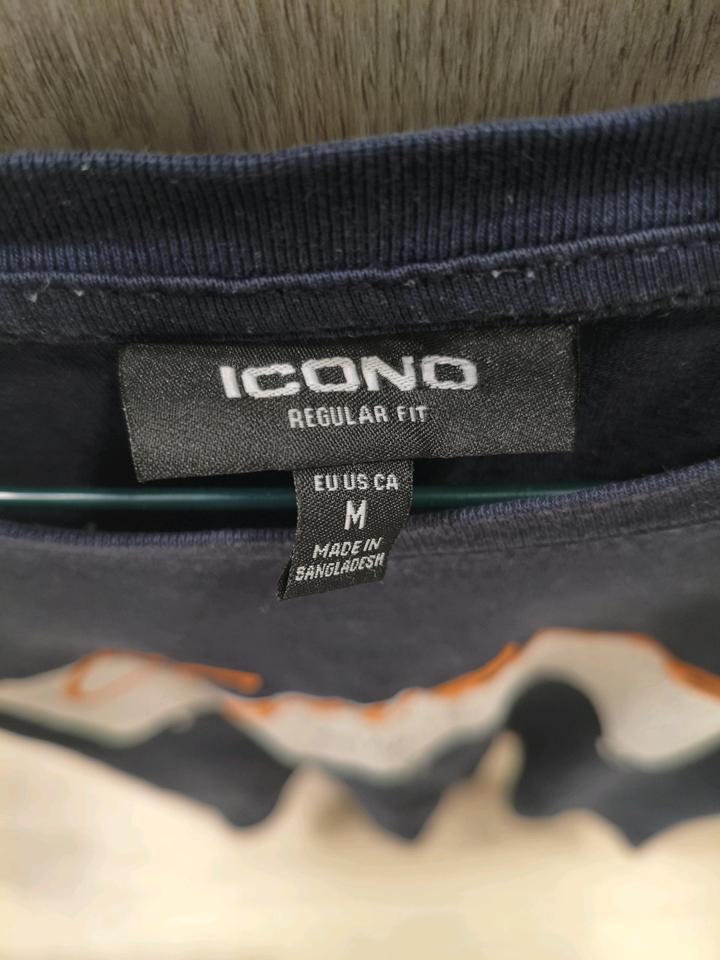 ICONO
REGULAR FIT
EU US CA
M
MADE IN
BANGLADESH